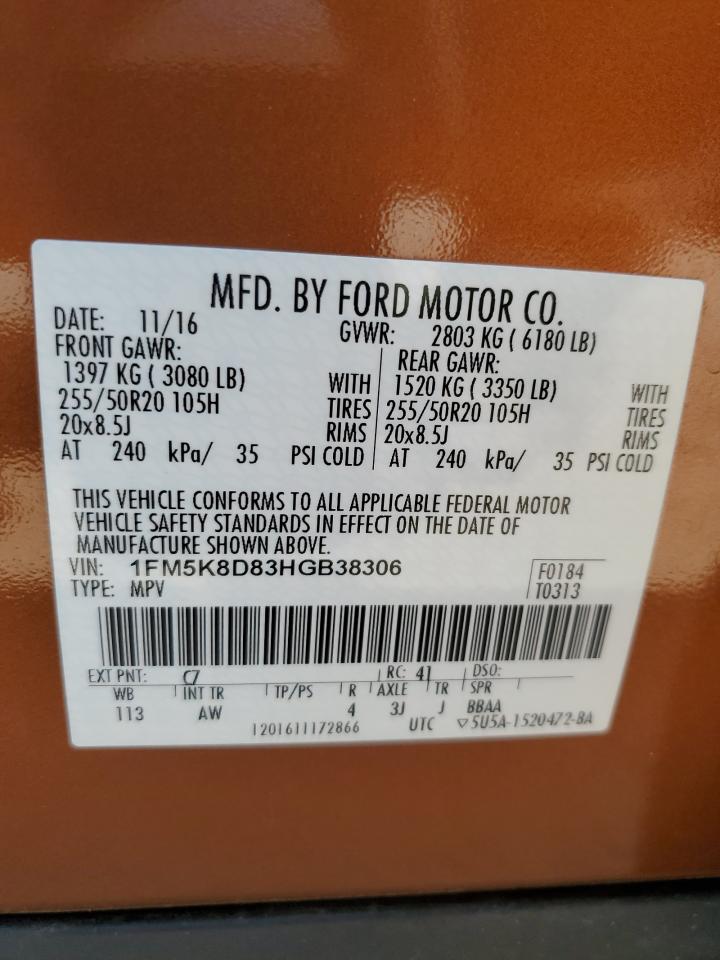 MFD. BY FORD MOTOR CO.
DATE: 11/16 GVWR: 2803 KG ( 6180 LB)
FRONT GAWR: REAR GAWR:
1397 KG ( 3080 LB) WITH 1520 KG ( 3350 LB) WITH
255/50R20 105H TIRES 255/50R20 105H TIRES
20x8.5J RIMS 20x8.5J RIMS
AT 240 kPa/ 35 PSI COLD AT 240 kPa/ 35 PSI COLD
THIS VEHICLE CONFORMS TO ALL APPLICABLE FEDERAL MOTOR
VEHICLE SAFETY STANDARDS IN EFFECT ON THE DATE OF
MANUFACTURE SHOWN ABOVE.
VIN: 1FM5K8D83HGB38306 F0184
TYPE: MPV T0313
EXT PNT: C7 RC: 41 DSO:
WB INT TR TP/PS R AXLE TR SPR
113 AW 4 3J J BBAA
1201611172866 UTC ▽5U5A-1520472-BA